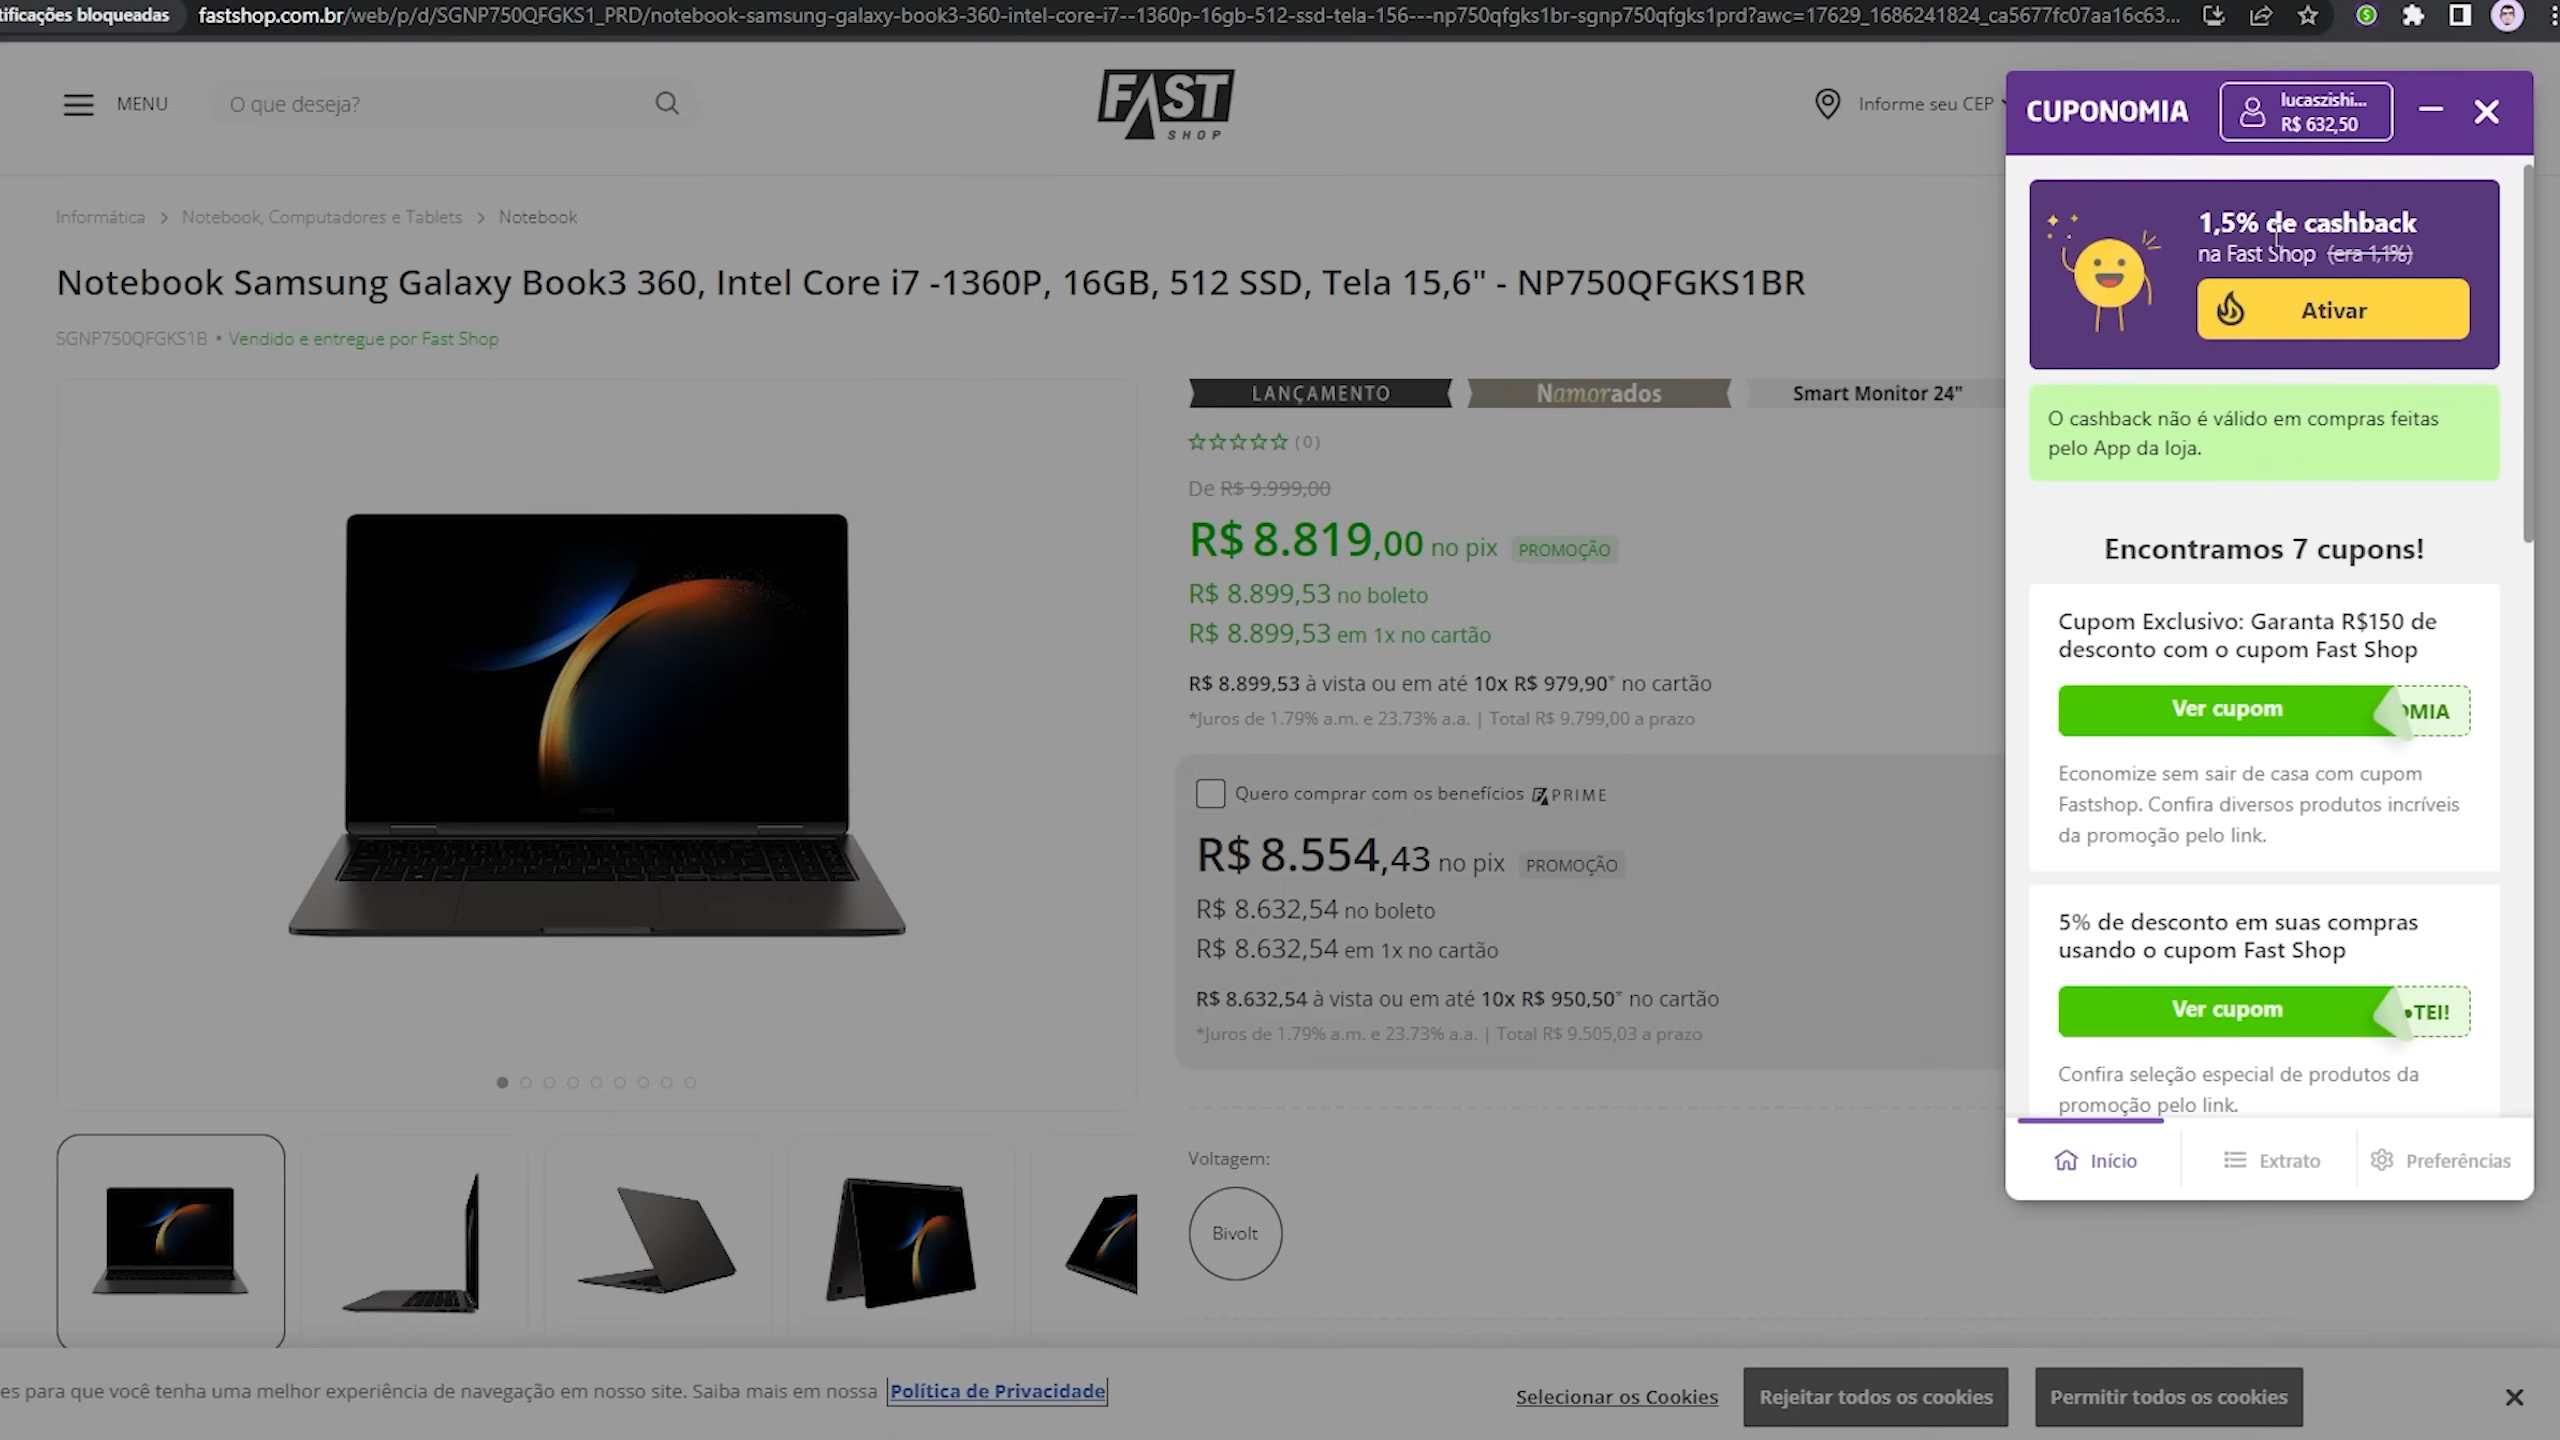 tificações bloqueadas
fastshop.com.br/web/p/d/SGNP750QFGKS1_PRD/notebook-samsung-galaxy-book3-360-intel-core-i7--1360p-16gb-512-ssd-tela-156---np750qfgks1br-sgnp750qfgks1prd?awc=17629_1686241824_ca5677fc07aa16c63...
MENU
O que deseja?
FAST
SHOP
Informe seu CEP
Informática > Notebook, Computadores e Tablets > Notebook
Notebook Samsung Galaxy Book3 360, Intel Core i7 -1360P, 16GB, 512 SSD, Tela 15,6" - NP750QFGKS1BR
SGNP750QFGKS1B • Vendido e entregue por Fast Shop
LANÇAMENTO
Namorados
Smart Monitor 24"
(0)
De R$ 9.999,00
R$ 8.819,00 no pix PROMOÇÃO
R$ 8.899,53 no boleto
R$ 8.899,53 em 1x no cartão
R$ 8.899,53 à vista ou em até 10x R$ 979,90* no cartão
*Juros de 1.79% a.m. e 23.73% a.a. | Total R$ 9.799,00 a prazo
Quero comprar com os benefícios PRIME
R$ 8.554,43 no pix PROMOÇÃO
R$ 8.632,54 no boleto
R$ 8.632,54 em 1x no cartão
R$ 8.632,54 à vista ou em até 10x R$ 950,50* no cartão
*Juros de 1.79% a.m. e 23.73% a.a. | Total R$ 9.505,03 a prazo
Voltagem:
Bivolt
CUPONOMIA
lucaszishi...
R$ 632,50
1,5% de cashback
na Fast Shop (era 1,1%)
Ativar
O cashback não é válido em compras feitas
pelo App da loja.
Encontramos 7 cupons!
Cupom Exclusivo: Garanta R$150 de
desconto com o cupom Fast Shop
Ver cupom
OMIA
Economize sem sair de casa com cupom
Fastshop. Confira diversos produtos incríveis
da promoção pelo link.
5% de desconto em suas compras
usando o cupom Fast Shop
Ver cupom
TEI!
Confira seleção especial de produtos da
promoção pelo link.
Início
Extrato
Preferências
es para que você tenha uma melhor experiência de navegação em nosso site. Saiba mais em nossa Política de Privacidade
Selecionar os Cookies
Rejeitar todos os cookies
Permitir todos os cookies